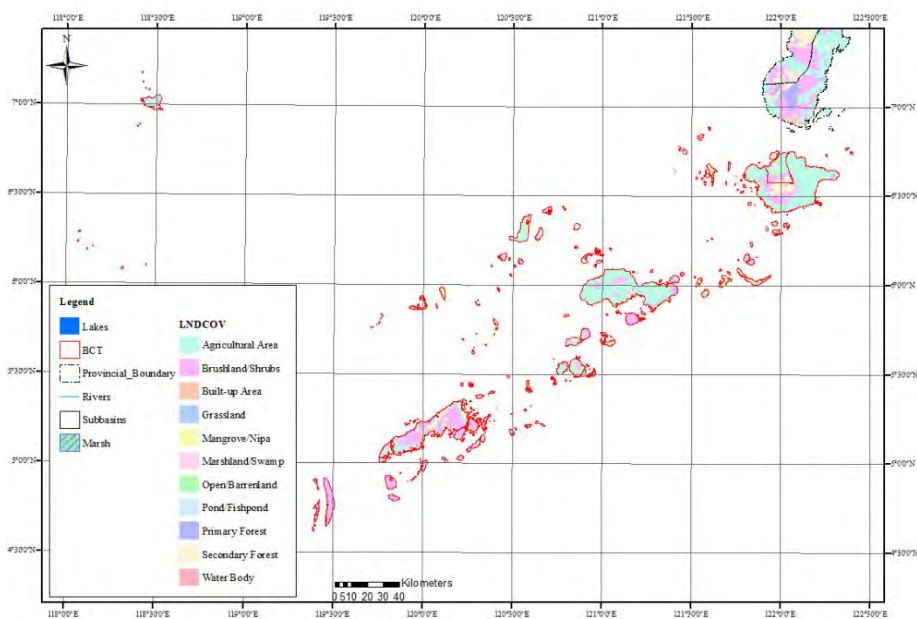 118°0'0"E 118°30'0"E 119°0'0"E 119°30'0"E 120°0'0"E 120°30'0"E 121°0'0"E 121°30'0"E 122°0'0"E 122°30'0"E
N
7°0'0"N 7°0'0"N
6°30'0"N 6°30'0"N
6°0'0"N 6°0'0"N
Legend
Lakes
BCT
Provincial_Boundary
Rivers
Subbasins
Marsh
LNDCOV
Agricultural Area
Brushland/Shrubs
Built-up Area
Grassland
Mangrove/Nipa
Marshland/Swamp
Open/Barrenland
Pond/Fishpond
Primary Forest
Secondary Forest
Water Body
5°30'0"N 5°30'0"N
5°0'0"N 5°0'0"N
4°30'0"N 4°30'0"N
Kilometers
0 510 20 30 40
118°0'0"E 118°30'0"E 119°0'0"E 119°30'0"E 120°0'0"E 120°30'0"E 121°0'0"E 121°30'0"E 122°0'0"E 122°30'0"E